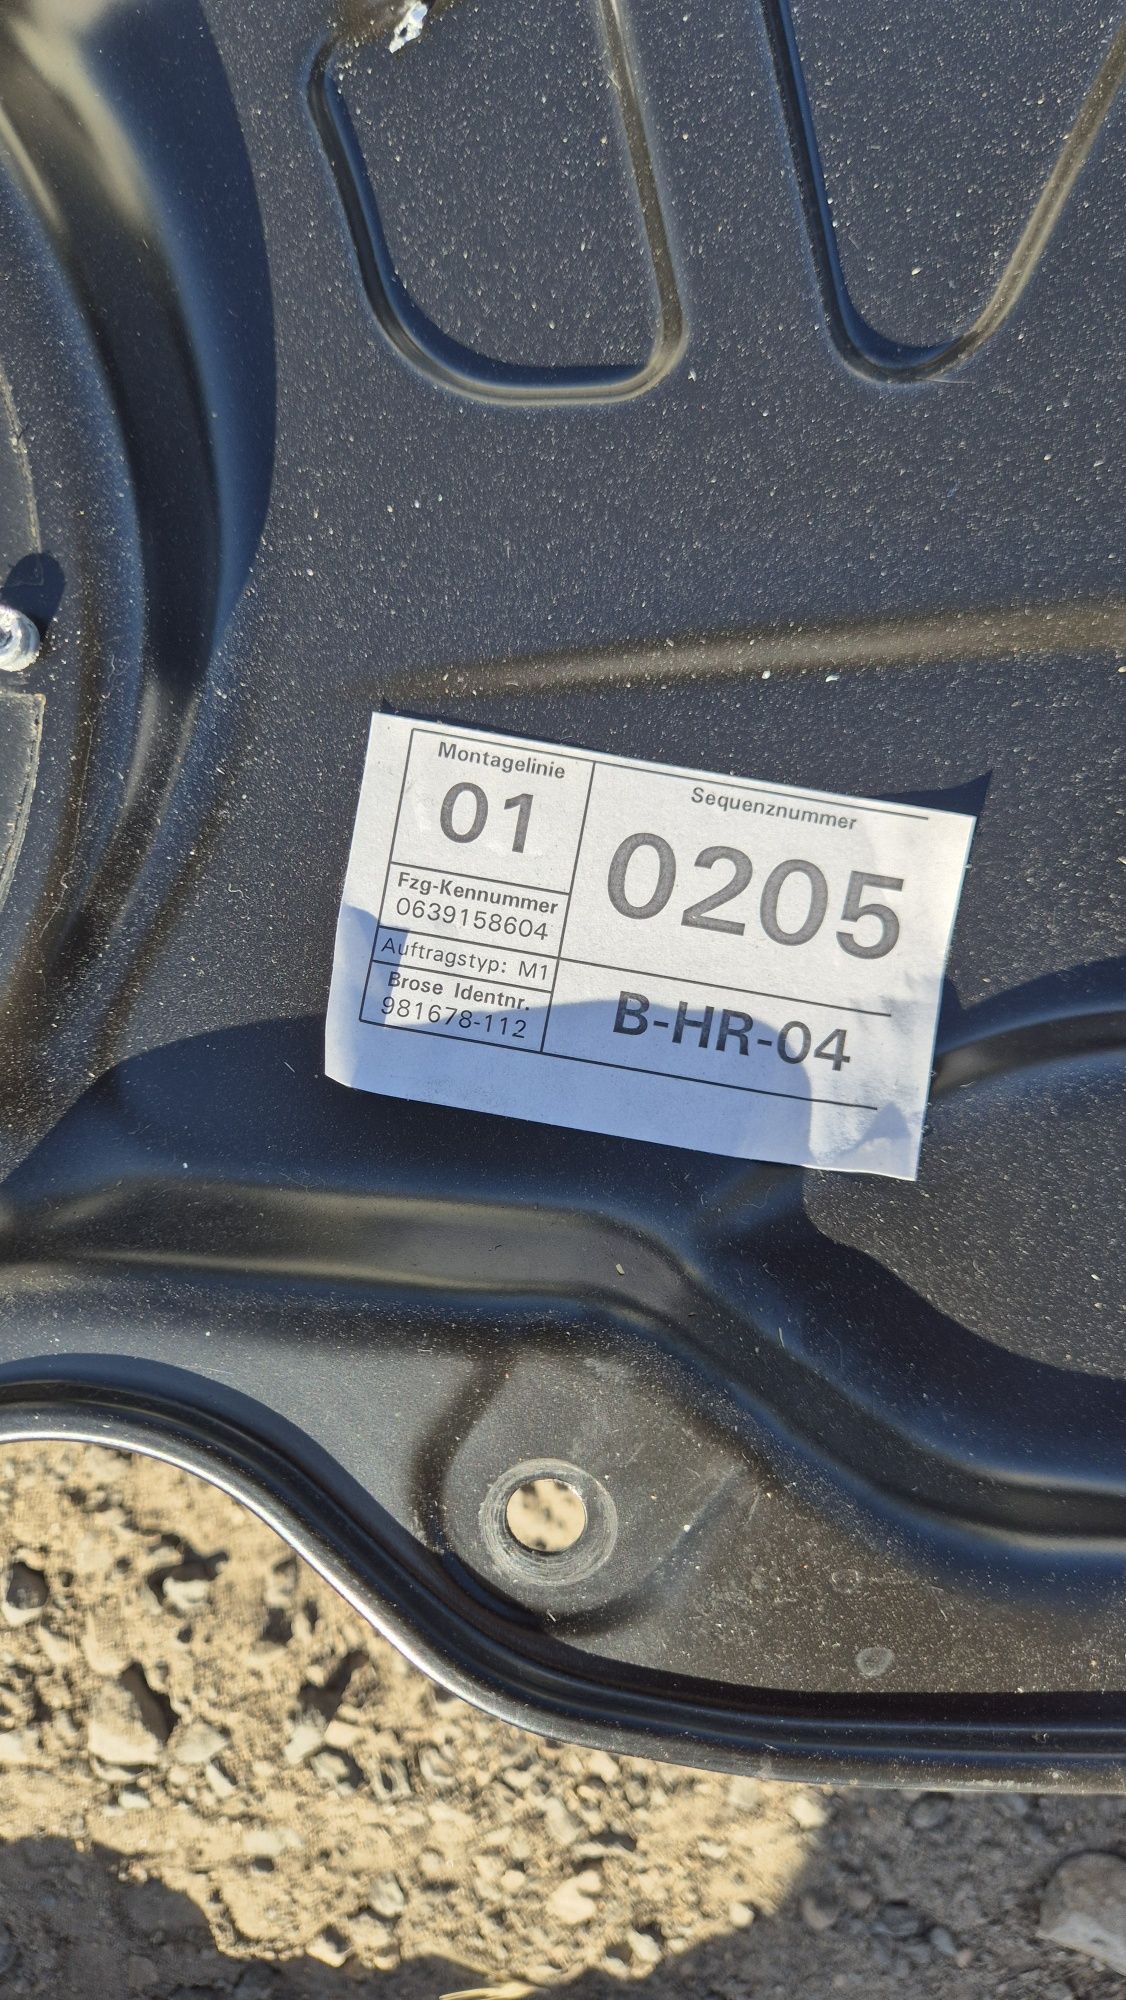 Montagelinie
01
Sequenznummer
0205
Fzg-Kennummer
0639158604
Auftragstyp: M1
Brose Identnr.
981678-112
B-HR-04